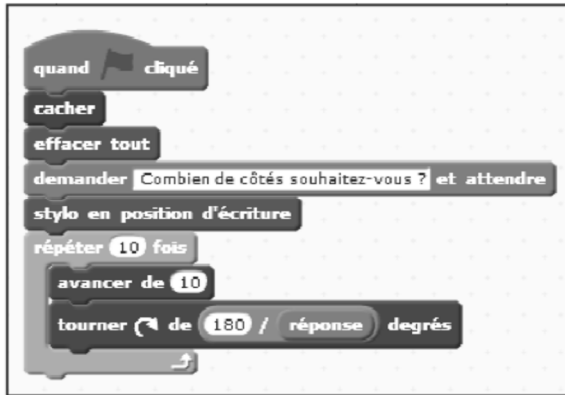 quand cliqué
cacher
effacer tout
demander Combien de côtés souhaitez-vous ? et attendre
stylo en position d'écriture
répéter 10 fois
avancer de 10
tourner de 180 / réponse degrés